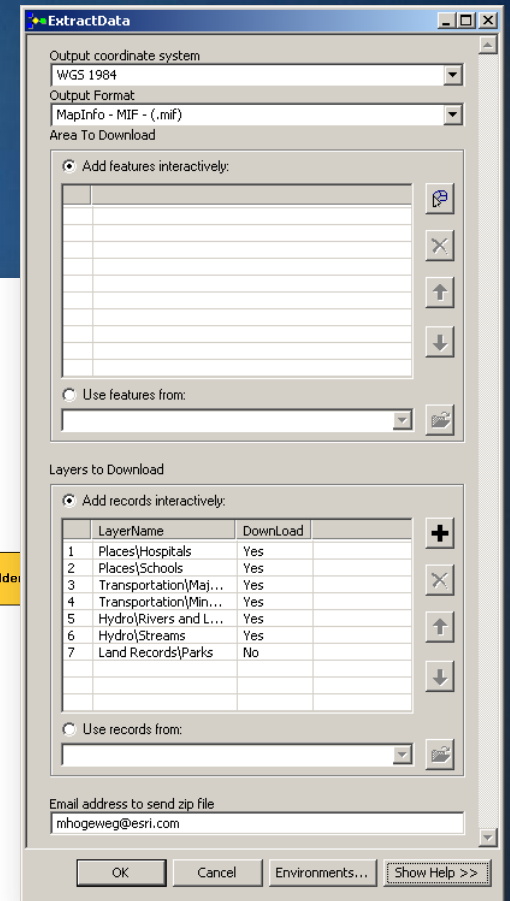 ExtractData
Output coordinate system
WGS 1984
Output Format
MapInfo - MIF - (.mif)
Area To Download
Add features interactively:
Use features from:
Layers to Download
Add records interactively:
LayerName DownLoad
1 Places\Hospitals Yes
2 Places\Schools Yes
3 Transportation\Maj... Yes
4 Transportation\Min... Yes
5 Hydro\Rivers and L... Yes
6 Hydro\Streams Yes
7 Land Records\Parks No
Use records from:
Email address to send zip file
mhogeweg@esri.com
OK Cancel Environments... Show Help >>